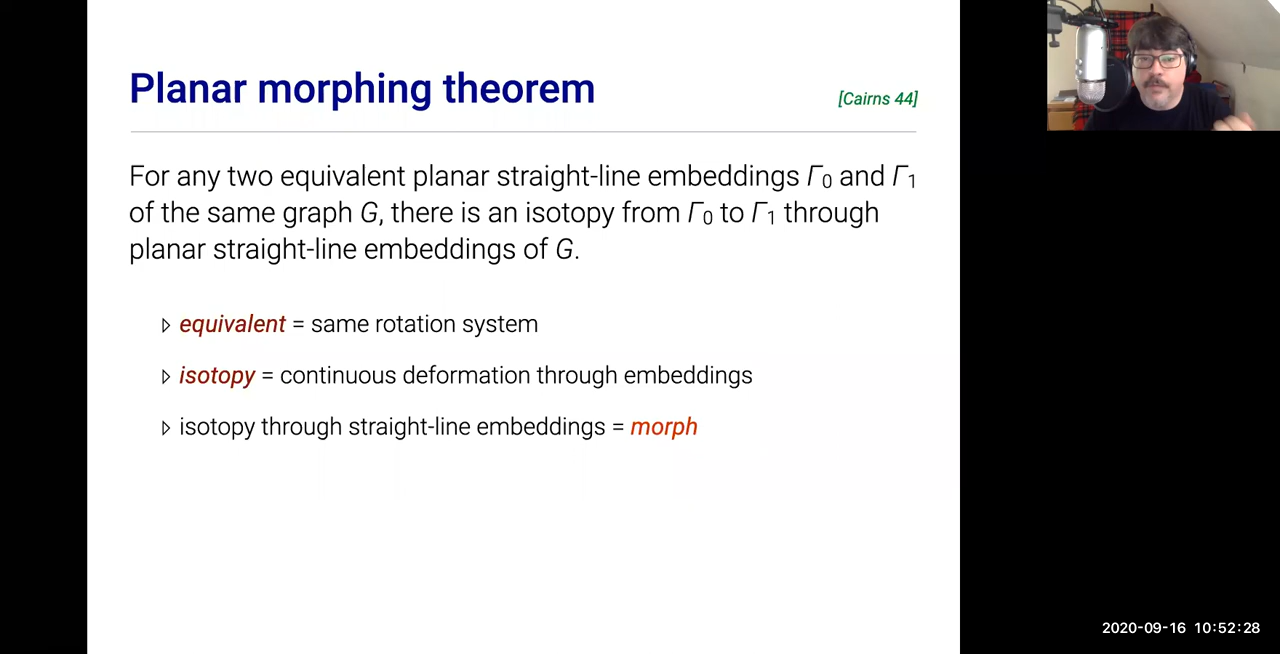 Planar morphing theorem
[Cairns 44]
For any two equivalent planar straight-line embeddings Γ₀ and Γ₁
of the same graph G, there is an isotopy from Γ₀ to Γ₁ through
planar straight-line embeddings of G.
▹ equivalent = same rotation system
▹ isotopy = continuous deformation through embeddings
▹ isotopy through straight-line embeddings = morph
2020-09-16 10:52:28